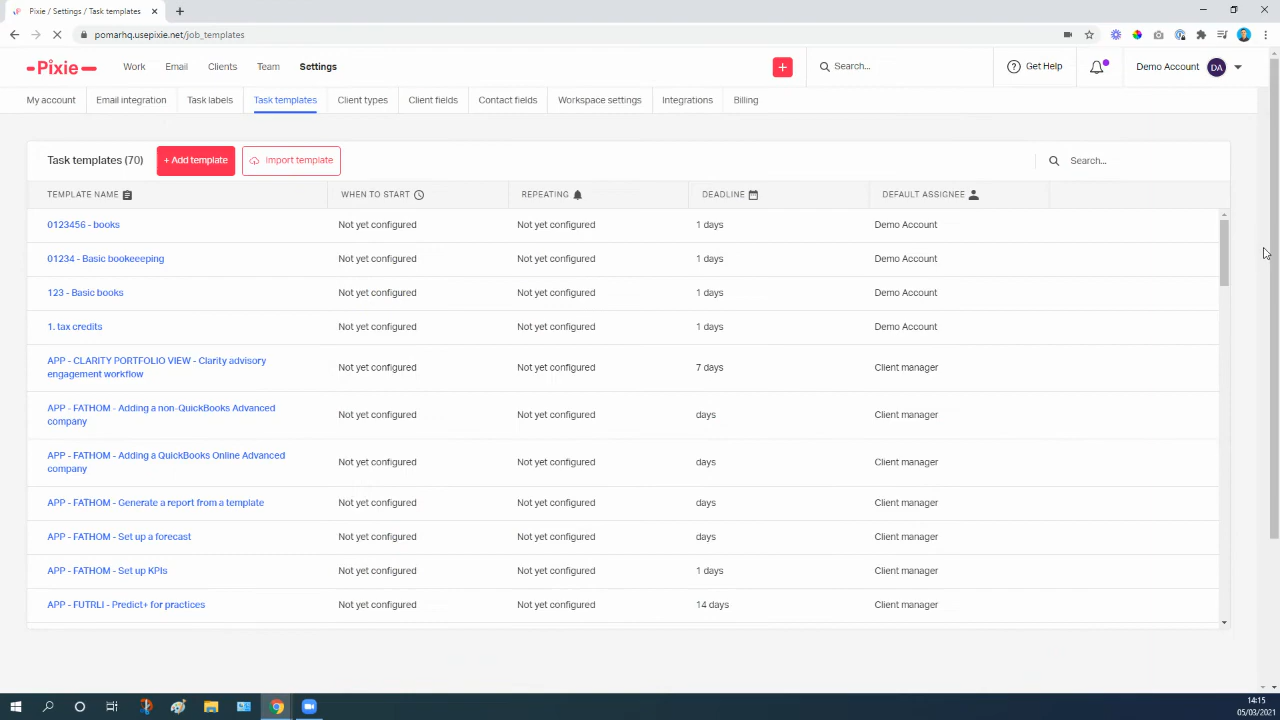 Pixie / Settings / Task templates
pomarhq.usepixie.net/job_templates
Pixie
Work
Email
Clients
Team
Settings
+
Search...
Get Help
Demo Account
DA
My account
Email integration
Task labels
Task templates
Client types
Client fields
Contact fields
Workspace settings
Integrations
Billing
Task templates (70)
+ Add template
Import template
Search...
TEMPLATE NAME
WHEN TO START
REPEATING
DEADLINE
DEFAULT ASSIGNEE
0123456 - books
Not yet configured
Not yet configured
1 days
Demo Account
01234 - Basic bookeeeping
Not yet configured
Not yet configured
1 days
Demo Account
123 - Basic books
Not yet configured
Not yet configured
1 days
Demo Account
1. tax credits
Not yet configured
Not yet configured
1 days
Demo Account
APP - CLARITY PORTFOLIO VIEW - Clarity advisory
engagement workflow
Not yet configured
Not yet configured
7 days
Client manager
APP - FATHOM - Adding a non-QuickBooks Advanced
company
Not yet configured
Not yet configured
days
Client manager
APP - FATHOM - Adding a QuickBooks Online Advanced
company
Not yet configured
Not yet configured
days
Client manager
APP - FATHOM - Generate a report from a template
Not yet configured
Not yet configured
days
Client manager
APP - FATHOM - Set up a forecast
Not yet configured
Not yet configured
days
Client manager
APP - FATHOM - Set up KPIs
Not yet configured
Not yet configured
1 days
Client manager
APP - FUTRLI - Predict+ for practices
Not yet configured
Not yet configured
14 days
Client manager
14:15
05/03/2021